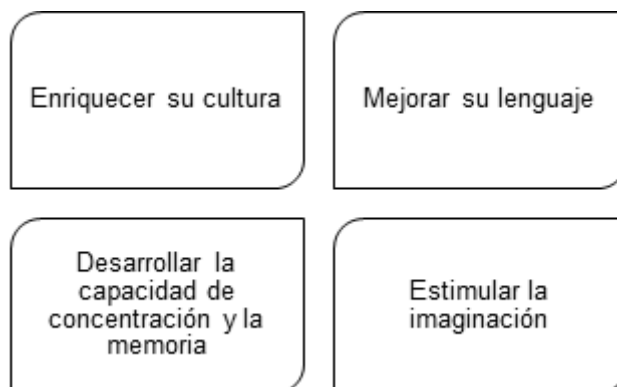 Enriquecer su cultura
Mejorar su lenguaje
Desarrollar la
capacidad de
concentración y la
memoria
Estimular la
imaginación